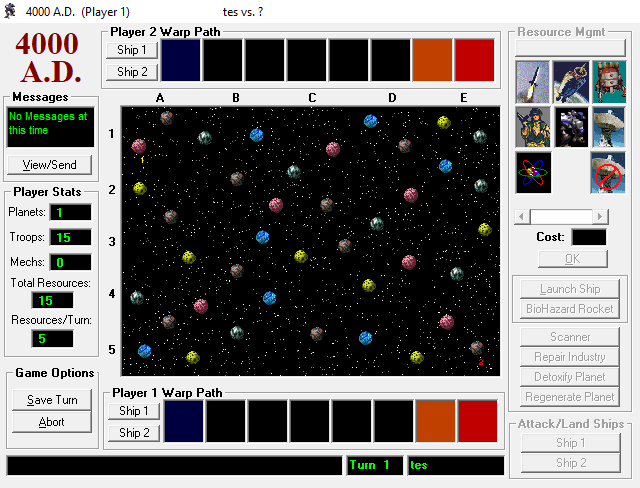 4000 A.D. (Player 1) tes vs. ?
4000
A.D.
Messages
No Messages at
this time
View/Send
Player Stats
Planets: 1
Troops: 15
Mechs: 0
Total Resources:
15
Resources/Turn:
5
Game Options
Save Turn
Abort
Player 2 Warp Path
Ship 1
Ship 2
A B C D E
1
2
3
4
5
Player 1 Warp Path
Ship 1
Ship 2
Turn 1
tes
Resource Mgmt
Cost:
OK
Launch Ship
BioHazard Rocket
Scanner
Repair Industry
Detoxify Planet
Regenerate Planet
Attack/Land Ships
Ship 1
Ship 2